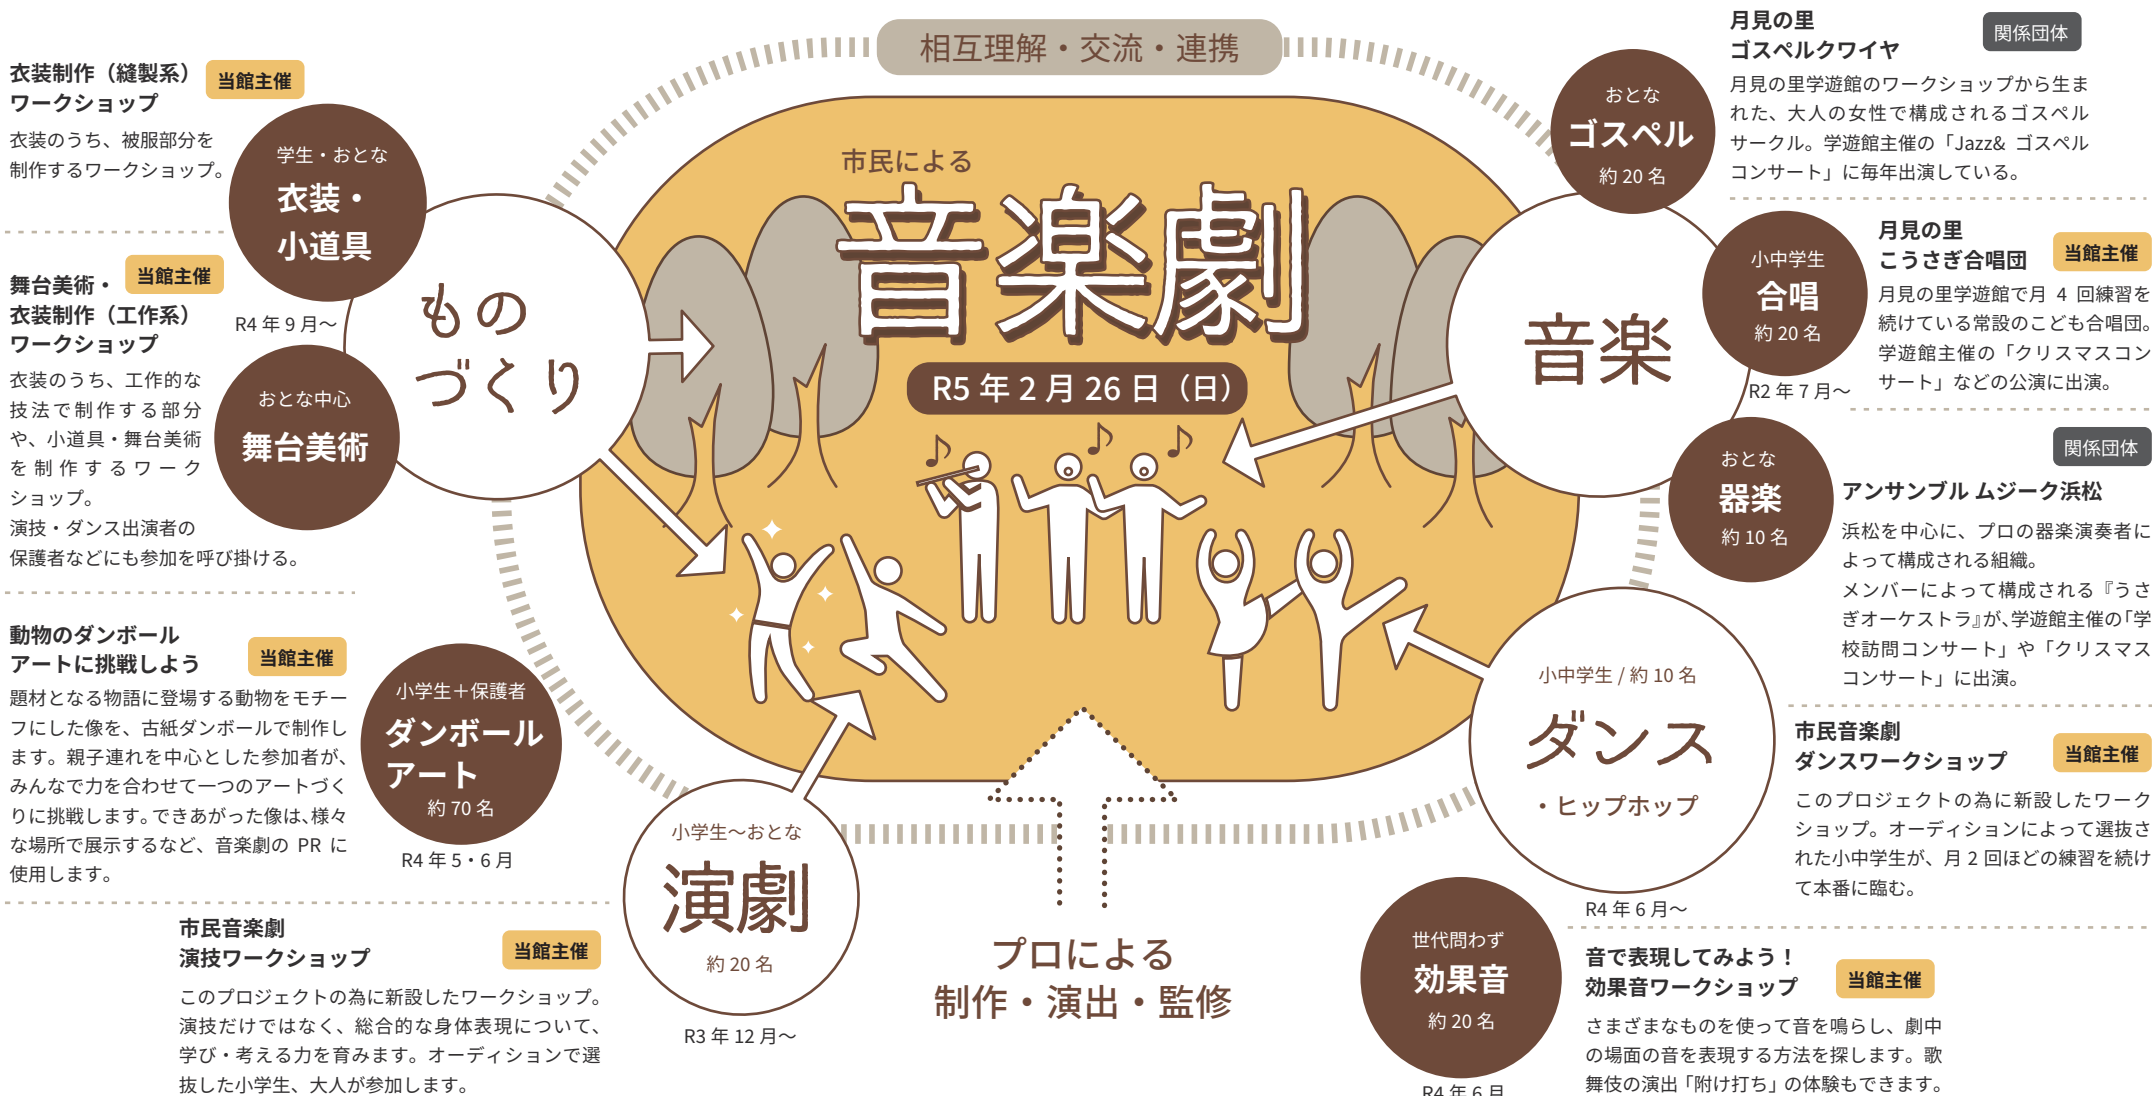 相互理解・交流・連携
市民による
音楽劇
R5 年 2 月 26 日（日）
衣装制作（縫製系）
ワークショップ
当館主催
衣装のうち、被服部分を
制作するワークショップ。
学生・おとな
衣装・
小道具
R4 年 9 月〜
舞台美術・
衣装制作（工作系）
ワークショップ
当館主催
衣装のうち、工作的な
技法で制作する部分
や、小道具・舞台美術
を制作するワーク
ショップ。
演技・ダンス出演者の
保護者などにも参加を呼び掛ける。
おとな中心
舞台美術
もの
づくり
動物のダンボール
アートに挑戦しよう
当館主催
題材となる物語に登場する動物をモチー
フにした像を、古紙ダンボールで制作し
ます。親子連れを中心とした参加者が、
みんなで力を合わせて一つのアートづく
りに挑戦します。できあがった像は、様々
な場所で展示するなど、音楽劇の PR に
使用します。
小学生＋保護者
ダンボール
アート
約 70 名
R4 年 5・6 月
市民音楽劇
演技ワークショップ
当館主催
このプロジェクトの為に新設したワークショップ。
演技だけではなく、総合的な身体表現について、
学び・考える力を育みます。オーディションで選
抜した小学生、大人が参加します。
小学生〜おとな
演劇
約 20 名
R3 年 12 月〜
プロによる
制作・演出・監修
おとな
ゴスペル
約 20 名
月見の里
ゴスペルクワイヤ
関係団体
月見の里学遊館のワークショップから生ま
れた、大人の女性で構成されるゴスペル
サークル。学遊館主催の「Jazz& ゴスペル
コンサート」に毎年出演している。
音楽
小中学生
合唱
約 20 名
R2 年 7 月〜
月見の里
こうさぎ合唱団
当館主催
月見の里学遊館で月 4 回練習を
続けている常設のこども合唱団。
学遊館主催の「クリスマスコン
サート」などの公演に出演。
おとな
器楽
約 10 名
関係団体
アンサンブル ムジーク浜松
浜松を中心に、プロの器楽演奏者に
よって構成される組織。
メンバーによって構成される『うさ
ぎオーケストラ』が、学遊館主催の「学
校訪問コンサート」や「クリスマス
コンサート」に出演。
小中学生 / 約 10 名
ダンス
・ヒップホップ
R4 年 6 月〜
市民音楽劇
ダンスワークショップ
当館主催
このプロジェクトの為に新設したワーク
ショップ。オーディションによって選抜さ
れた小中学生が、月 2 回ほどの練習を続け
て本番に臨む。
世代問わず
効果音
約 20 名
R4 年 6 月
音で表現してみよう！
効果音ワークショップ
当館主催
さまざまなものを使って音を鳴らし、劇中
の場面の音を表現する方法を探します。歌
舞伎の演出「附け打ち」の体験もできます。